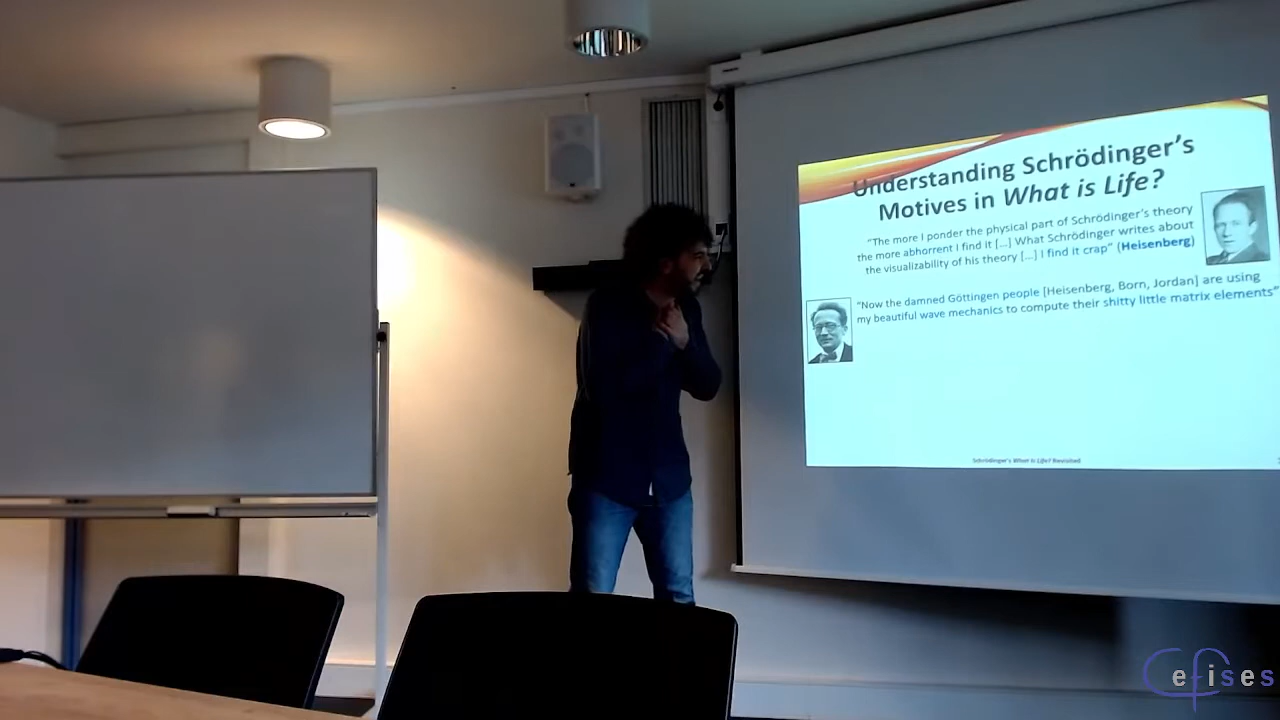 Understanding Schrödinger's
Motives in What is Life?
"The more I ponder the physical part of Schrödinger's theory
the more abhorrent I find it [...] What Schrödinger writes about
the visualizability of his theory [...] I find it crap" (Heisenberg)
"Now the damned Göttingen people [Heisenberg, Born, Jordan] are using
my beautiful wave mechanics to compute their shitty little matrix elements"
Schrödinger's What Is Life? Revisited
Cefises